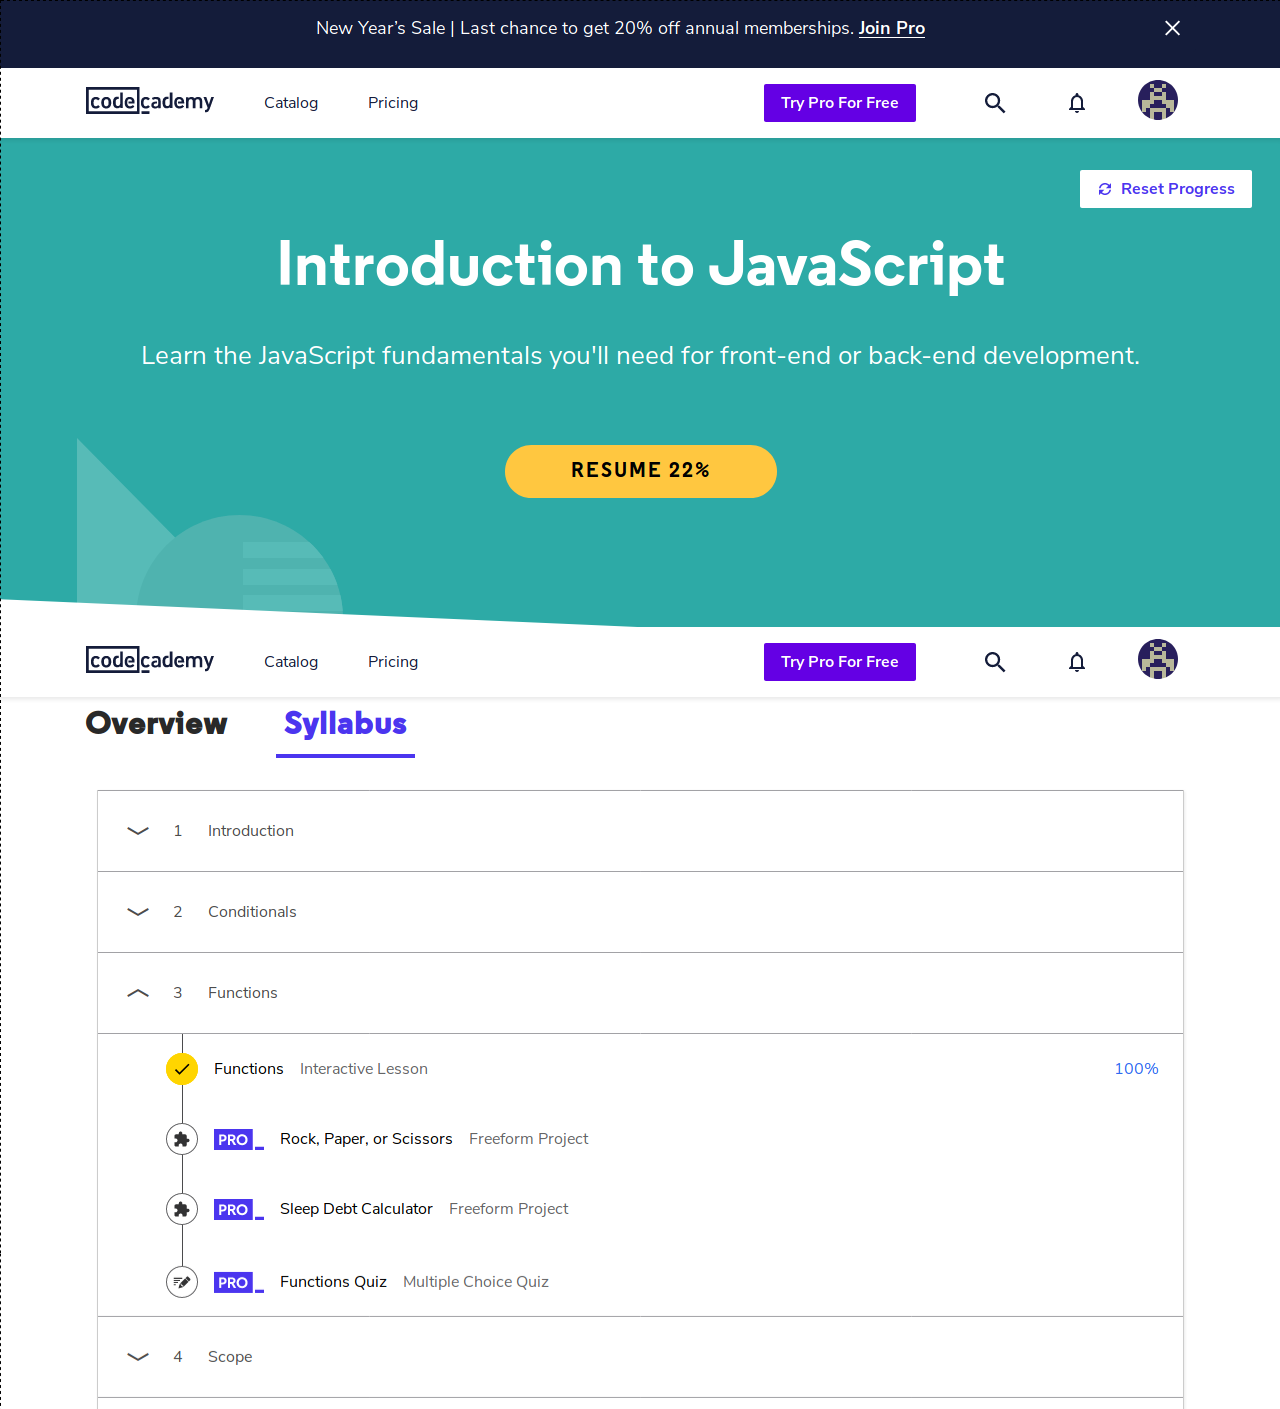 New Year’s Sale | Last chance to get 20% off annual memberships. Join Pro
codecademy Catalog Pricing Try Pro For Free
Reset Progress
Introduction to JavaScript
Learn the JavaScript fundamentals you'll need for front-end or back-end development.
RESUME 22%
codecademy Catalog Pricing Try Pro For Free
Overview Syllabus
1 Introduction
2 Conditionals
3 Functions
Functions Interactive Lesson 100%
PRO Rock, Paper, or Scissors Freeform Project
PRO Sleep Debt Calculator Freeform Project
PRO Functions Quiz Multiple Choice Quiz
4 Scope